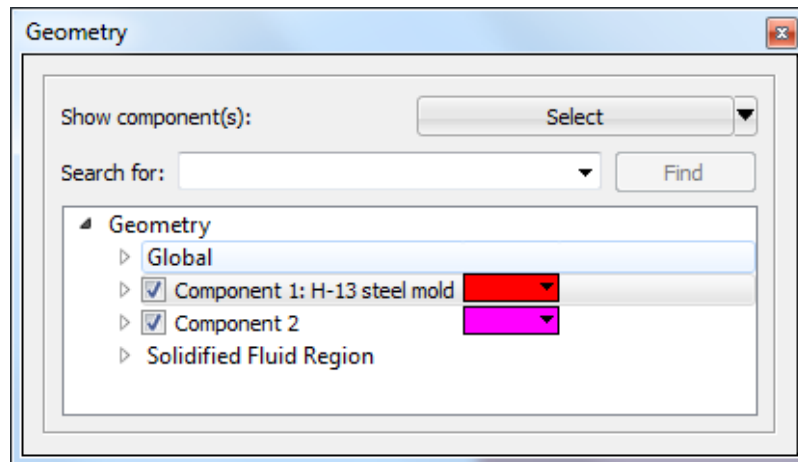 Geometry
Show component(s): Select
Search for: Find
Geometry
Global
Component 1: H-13 steel mold
Component 2
Solidified Fluid Region